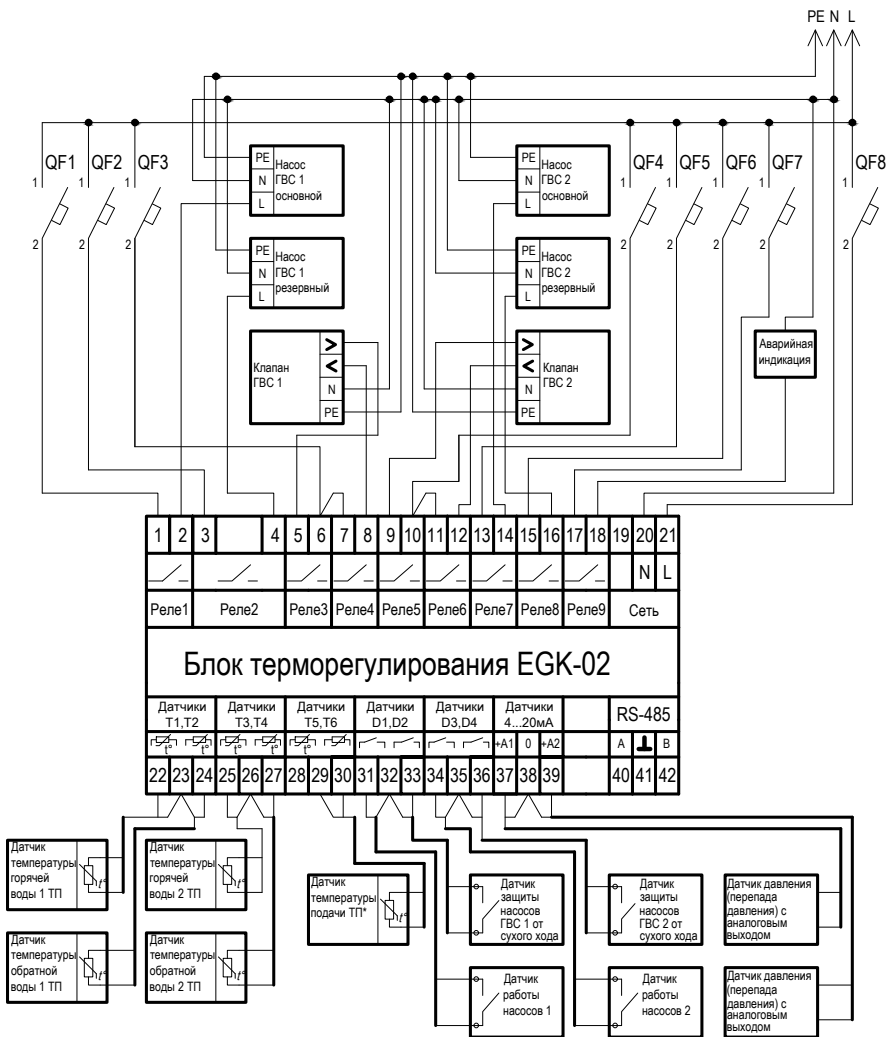 PE N L
QF1
QF2
QF3
QF4
QF5
QF6
QF7
QF8
1
2
1
2
1
2
1
2
1
2
1
2
1
2
1
2
PE
N
L
Насос
ГВС 1
основной
PE
N
L
Насос
ГВС 2
основной
PE
N
L
Насос
ГВС 1
резервный
PE
N
L
Насос
ГВС 2
резервный
Клапан
ГВС 1
>
<
N
PE
Клапан
ГВС 2
>
<
N
PE
Аварийная
индикация
1 2 3 4 5 6 7 8 9 10 11 12 13 14 15 16 17 18 19 20 21
N L
Реле1 Реле2 Реле3 Реле4 Реле5 Реле6 Реле7 Реле8 Реле9 Сеть
Блок терморегулирования EGK-02
Датчики
T1,T2
Датчики
T3,T4
Датчики
T5,T6
Датчики
D1,D2
Датчики
D3,D4
Датчики
4...20мА
RS-485
t° t° t° t° t° +A1 0 +A2 A B
22 23 24 25 26 27 28 29 30 31 32 33 34 35 36 37 38 39 40 41 42
Датчик
температуры
горячей
воды 1 ТП
t°
Датчик
температуры
горячей
воды 2 ТП
t°
Датчик
температуры
подачи ТП*
t°
Датчик
защиты
насосов
ГВС 1 от
сухого хода
Датчик
защиты
насосов
ГВС 2 от
сухого хода
Датчик давления
(перепада
давления) с
аналоговым
выходом
Датчик
температуры
обратной
воды 1 ТП
t°
Датчик
температуры
обратной
воды 2 ТП
t°
Датчик
работы
насосов 1
Датчик
работы
насосов 2
Датчик давления
(перепада
давления) с
аналоговым
выходом